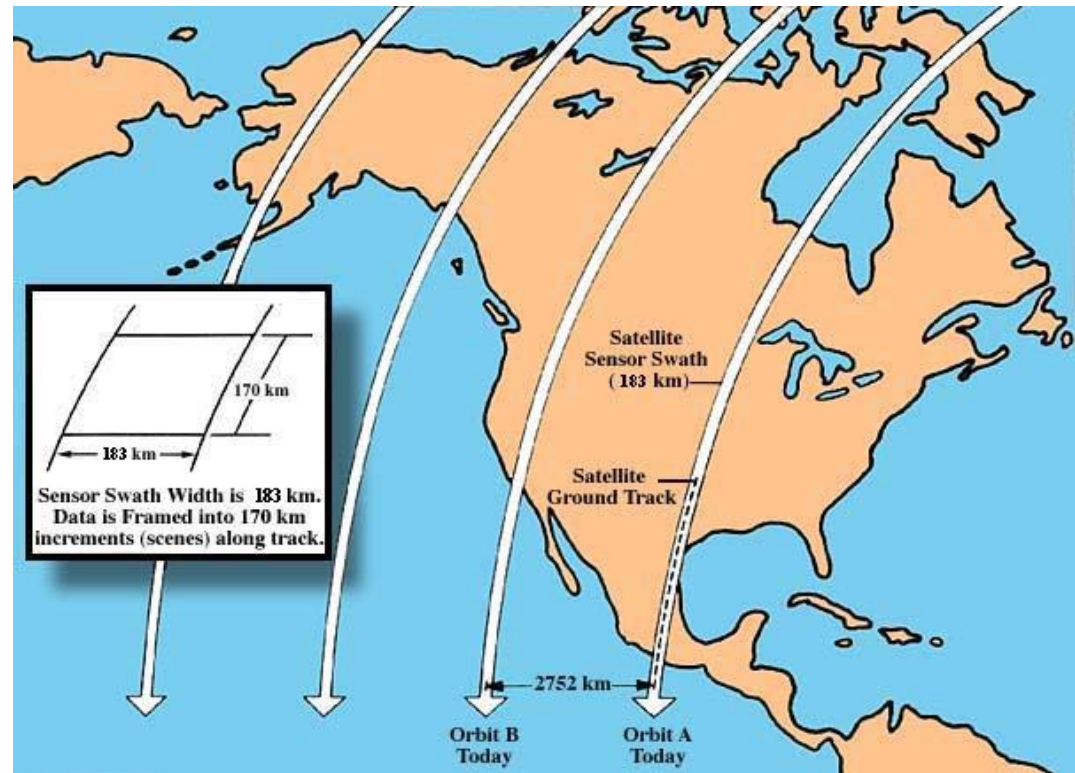 Satellite
Sensor Swath
(183 km)
170 km
183 km
Sensor Swath Width is 183 km.
Data is Framed into 170 km
increments (scenes) along track.
Satellite
Ground Track
2752 km
Orbit B
Today
Orbit A
Today